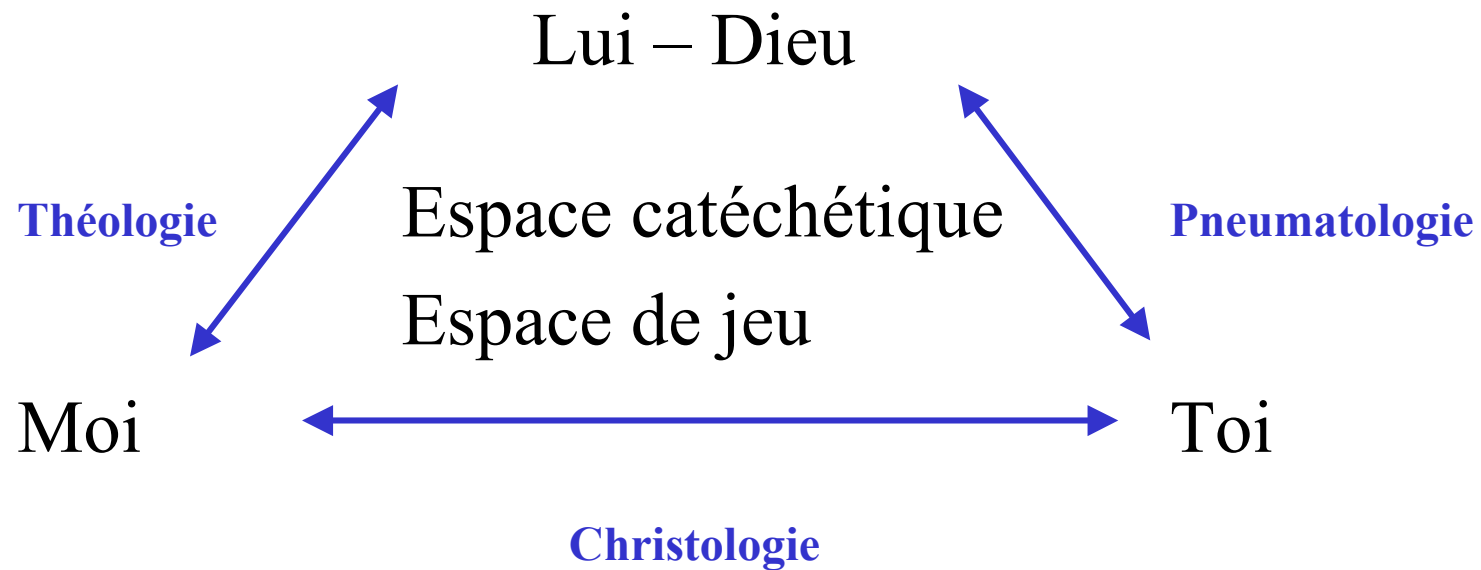 Lui – Dieu
Théologie
Espace catéchétique
Pneumatologie
Espace de jeu
Moi
Toi
Christologie